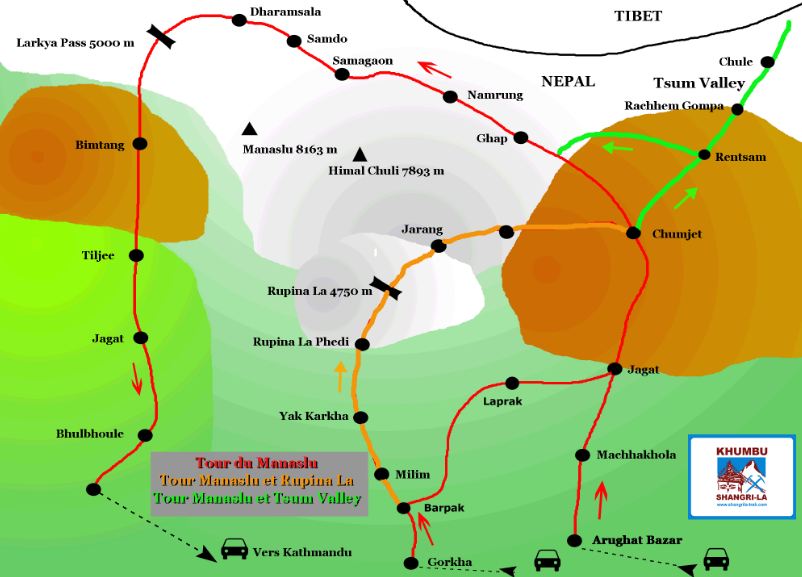 TIBET
Dharamsala
Larkya Pass 5000 m
Samdo
Samagaon
NEPAL
Chule
Tsum Valley
Namrung
Rachhem Gompa
Bimtang
Manaslu 8163 m
Ghap
Himal Chuli 7893 m
Rentsam
Jarang
Chumjet
Tiljee
Rupina La 4750 m
Jagat
Rupina La Phedi
Jagat
Laprak
Yak Karkha
Bhulbhoule
Machhakhola
KHUMBU
SHANGRI-LA
www.shangrilatrek.com
Tour du Manaslu
Tour Manaslu et Rupina La
Tour Manaslu et Tsum Valley
Milim
Barpak
Vers Kathmandu
Gorkha
Arughat Bazar